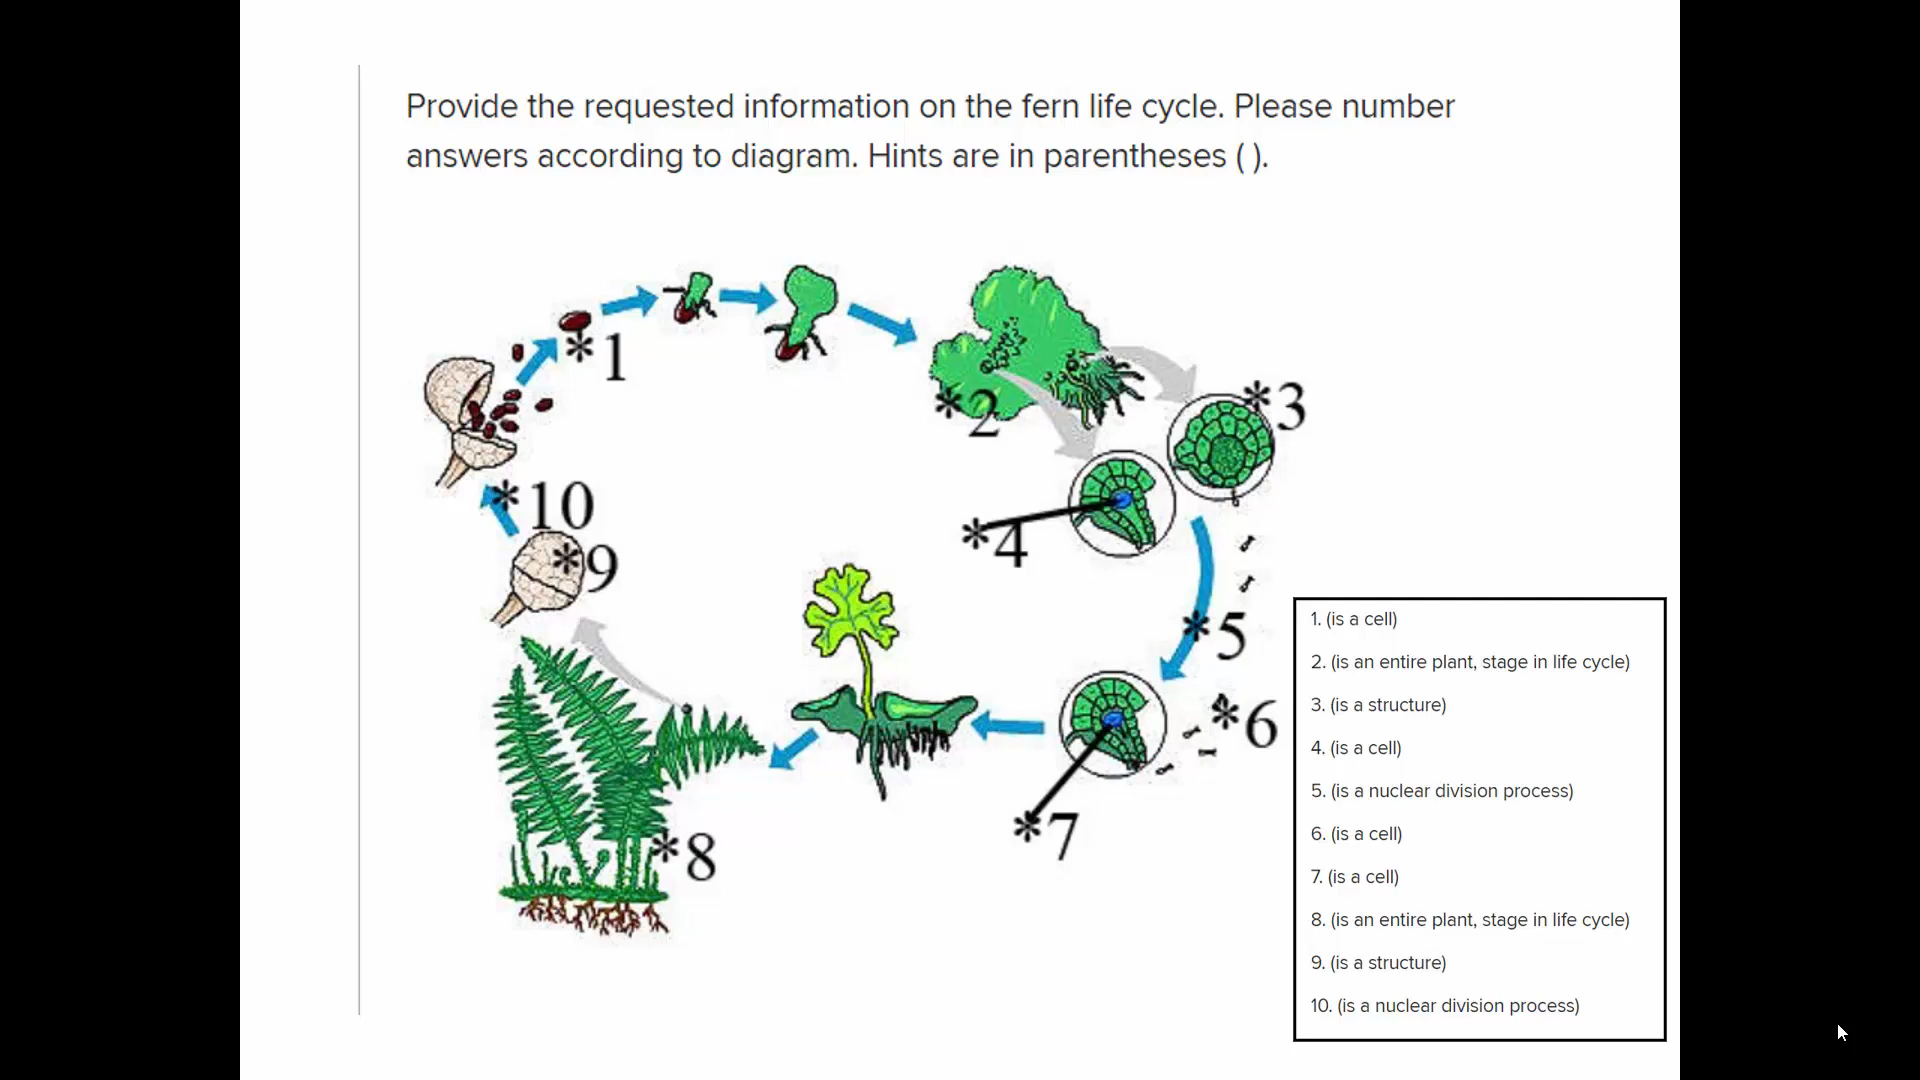 Provide the requested information on the fern life cycle. Please number
answers according to diagram. Hints are in parentheses ( ).
*1
*2
*3
*10
*4
*9
*5
*6
*7
*8
1. (is a cell)
2. (is an entire plant, stage in life cycle)
3. (is a structure)
4. (is a cell)
5. (is a nuclear division process)
6. (is a cell)
7. (is a cell)
8. (is an entire plant, stage in life cycle)
9. (is a structure)
10. (is a nuclear division process)